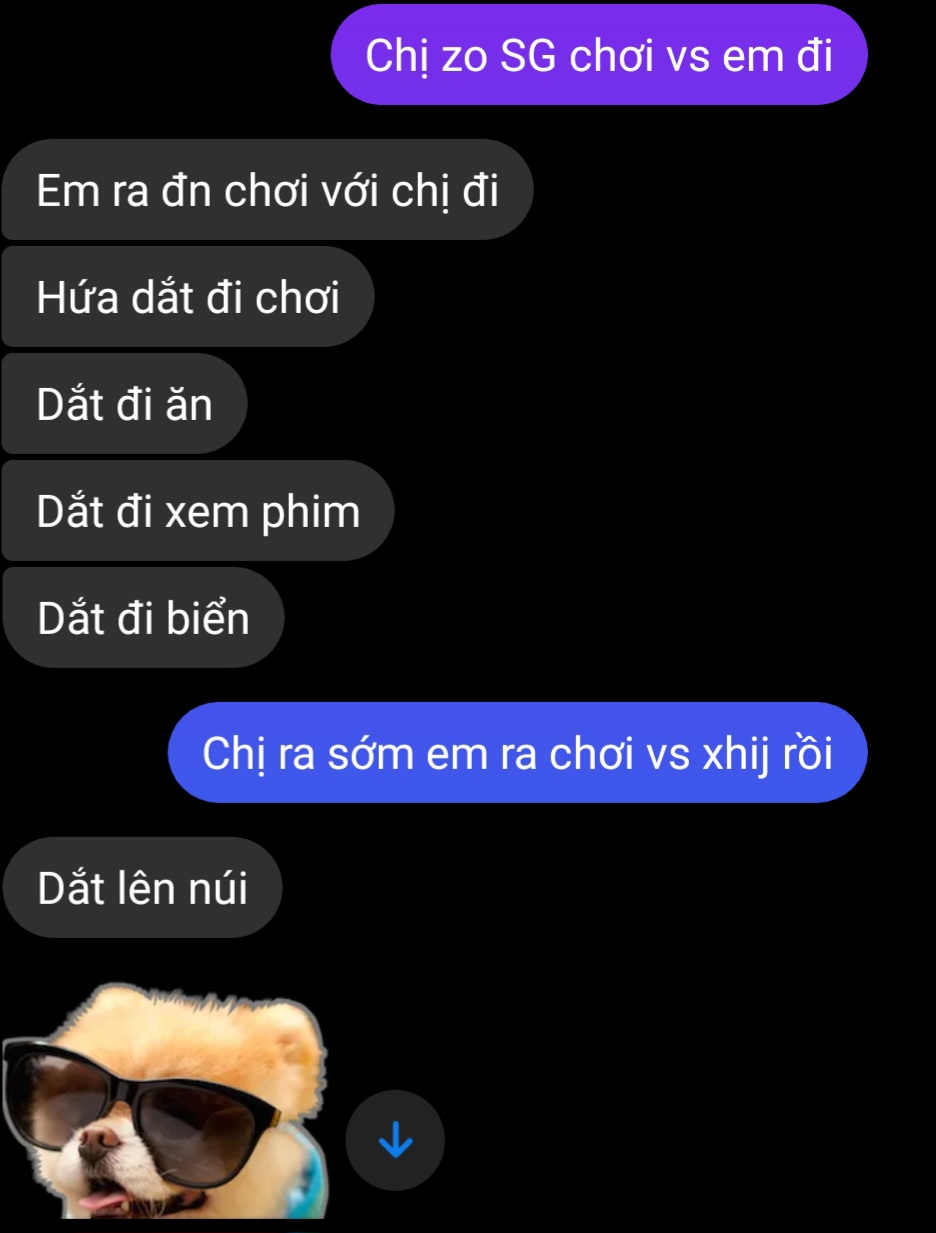 Chị zo SG chơi vs em đi
Em ra đn chơi với chị đi
Hứa dắt đi chơi
Dắt đi ăn
Dắt đi xem phim
Dắt đi biển
Chị ra sớm em ra chơi vs xhij rồi
Dắt lên núi